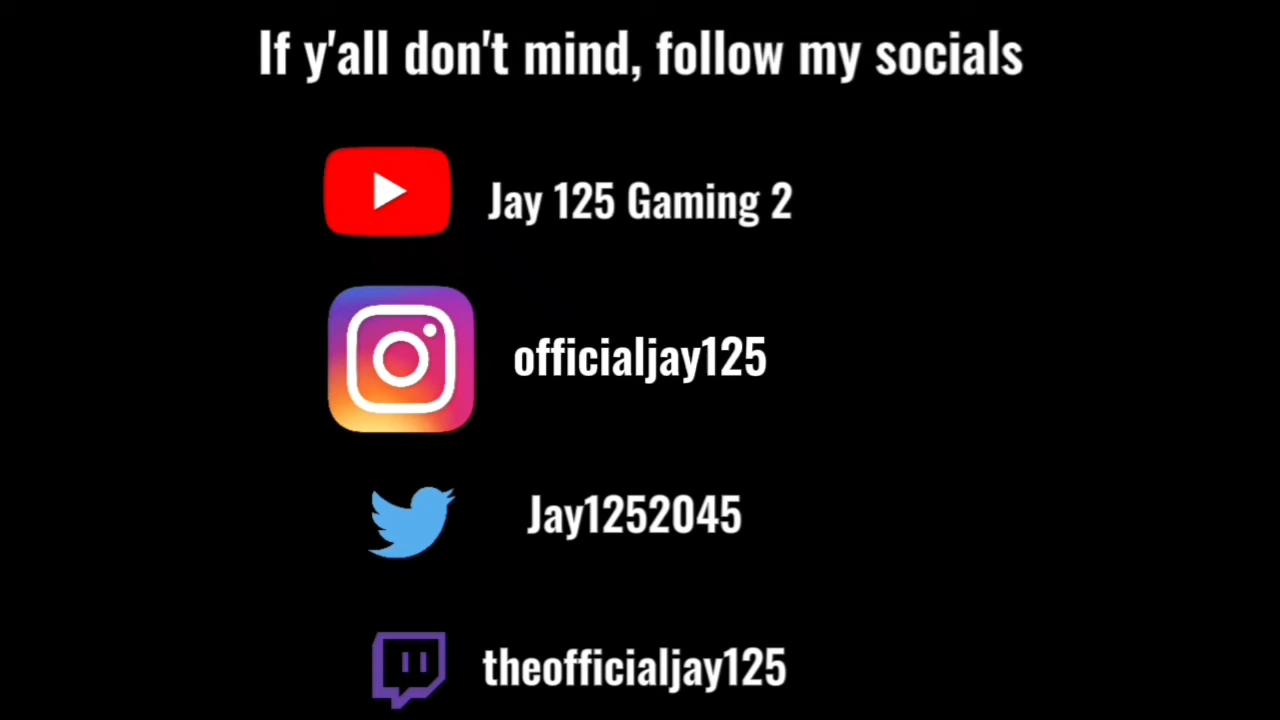 If y'all don't mind, follow my socials
Jay 125 Gaming 2
officialjay125
Jay1252045
theofficialjay125